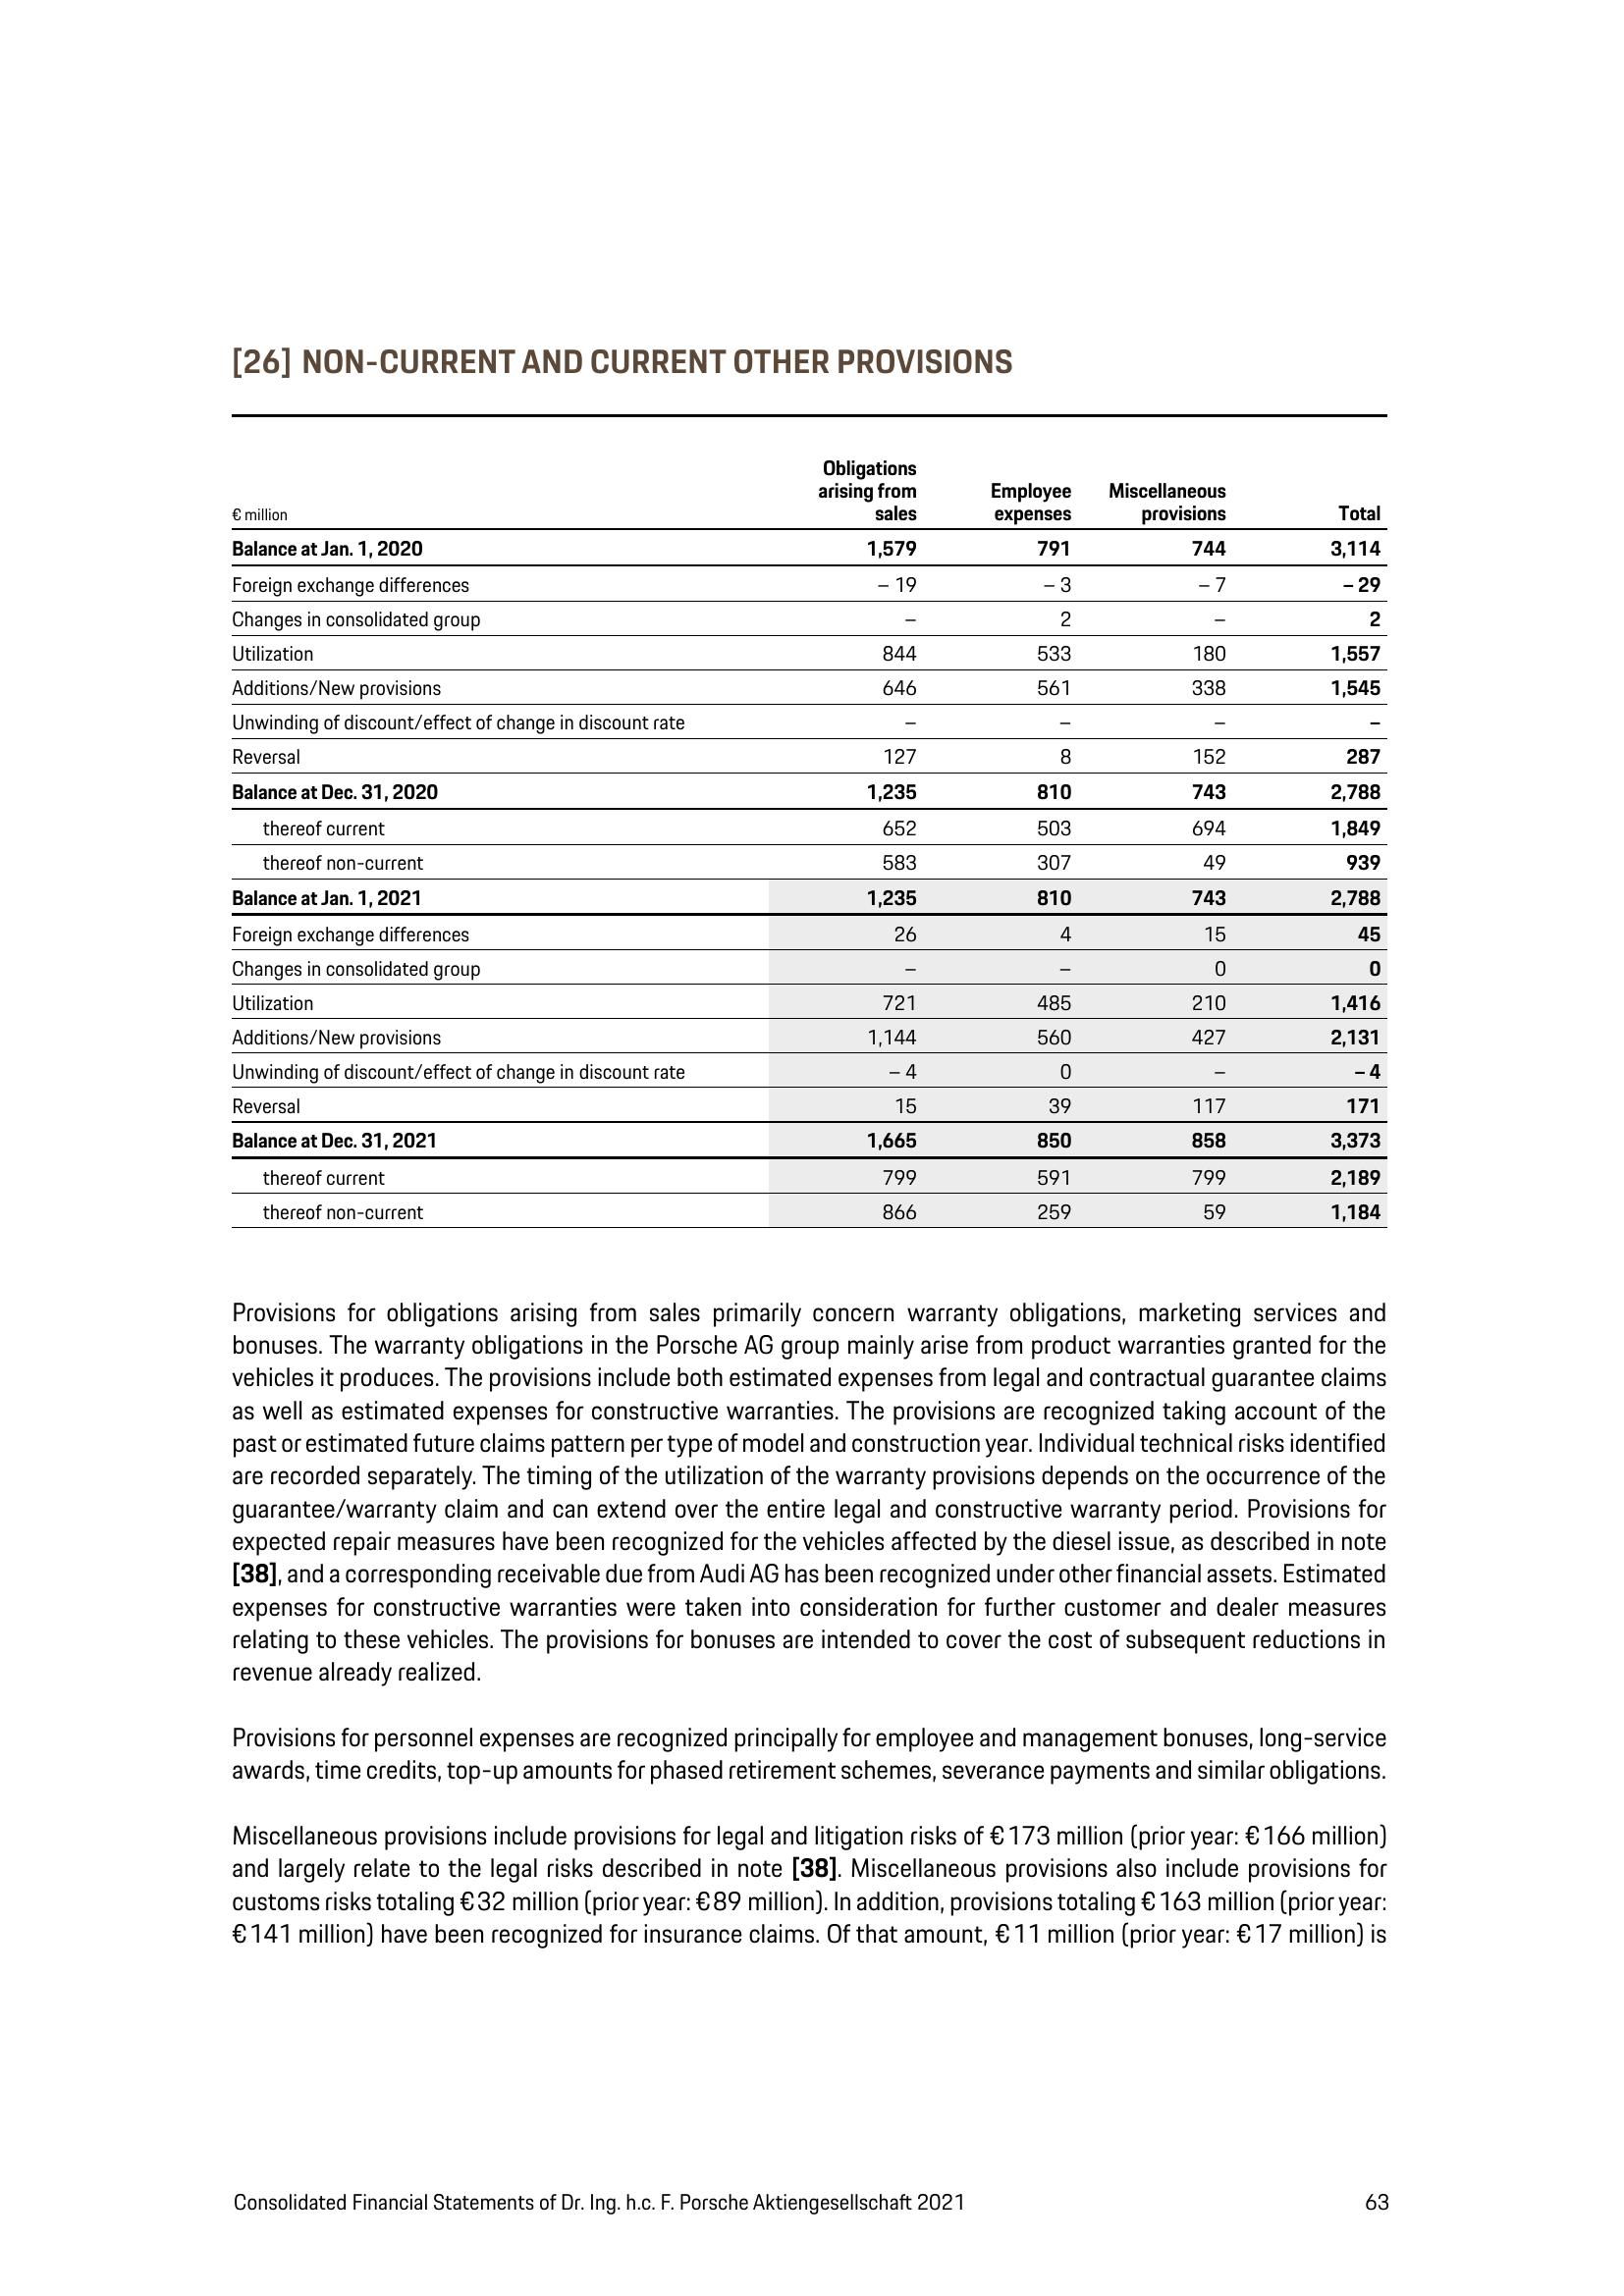 [26] NON-CURRENT AND CURRENT OTHER PROVISIONS
€ million Obligations arising from sales Employee expenses Miscellaneous provisions Total
Balance at Jan. 1, 2020 1,579 791 744 3,114
Foreign exchange differences – 19 – 3 – 7 – 29
Changes in consolidated group – 2 – 2
Utilization 844 533 180 1,557
Additions/New provisions 646 561 338 1,545
Unwinding of discount/effect of change in discount rate – – – –
Reversal 127 8 152 287
Balance at Dec. 31, 2020 1,235 810 743 2,788
thereof current 652 503 694 1,849
thereof non-current 583 307 49 939
Balance at Jan. 1, 2021 1,235 810 743 2,788
Foreign exchange differences 26 4 15 45
Changes in consolidated group – – 0 0
Utilization 721 485 210 1,416
Additions/New provisions 1,144 560 427 2,131
Unwinding of discount/effect of change in discount rate – 4 0 – – 4
Reversal 15 39 117 171
Balance at Dec. 31, 2021 1,665 850 858 3,373
thereof current 799 591 799 2,189
thereof non-current 866 259 59 1,184
Provisions for obligations arising from sales primarily concern warranty obligations, marketing services and
bonuses. The warranty obligations in the Porsche AG group mainly arise from product warranties granted for the
vehicles it produces. The provisions include both estimated expenses from legal and contractual guarantee claims
as well as estimated expenses for constructive warranties. The provisions are recognized taking account of the
past or estimated future claims pattern per type of model and construction year. Individual technical risks identified
are recorded separately. The timing of the utilization of the warranty provisions depends on the occurrence of the
guarantee/warranty claim and can extend over the entire legal and constructive warranty period. Provisions for
expected repair measures have been recognized for the vehicles affected by the diesel issue, as described in note
[38], and a corresponding receivable due from Audi AG has been recognized under other financial assets. Estimated
expenses for constructive warranties were taken into consideration for further customer and dealer measures
relating to these vehicles. The provisions for bonuses are intended to cover the cost of subsequent reductions in
revenue already realized.
Provisions for personnel expenses are recognized principally for employee and management bonuses, long-service
awards, time credits, top-up amounts for phased retirement schemes, severance payments and similar obligations.
Miscellaneous provisions include provisions for legal and litigation risks of € 173 million (prior year: € 166 million)
and largely relate to the legal risks described in note [38]. Miscellaneous provisions also include provisions for
customs risks totaling € 32 million (prior year: € 89 million). In addition, provisions totaling € 163 million (prior year:
€ 141 million) have been recognized for insurance claims. Of that amount, € 11 million (prior year: € 17 million) is
Consolidated Financial Statements of Dr. Ing. h.c. F. Porsche Aktiengesellschaft 2021 63